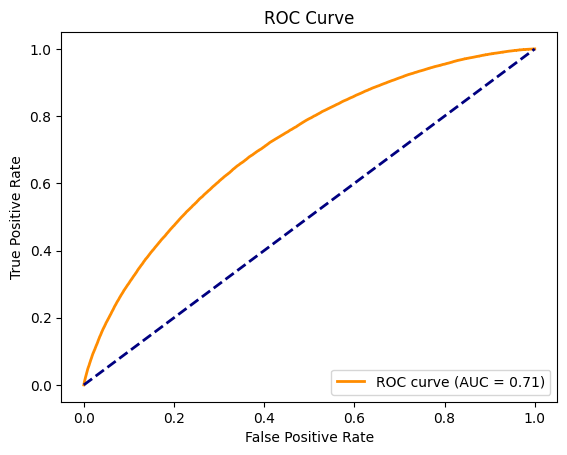 ROC Curve
True Positive Rate
1.0
0.8
0.6
0.4
0.2
0.0
ROC curve (AUC = 0.71)
0.0 0.2 0.4 0.6 0.8 1.0
False Positive Rate